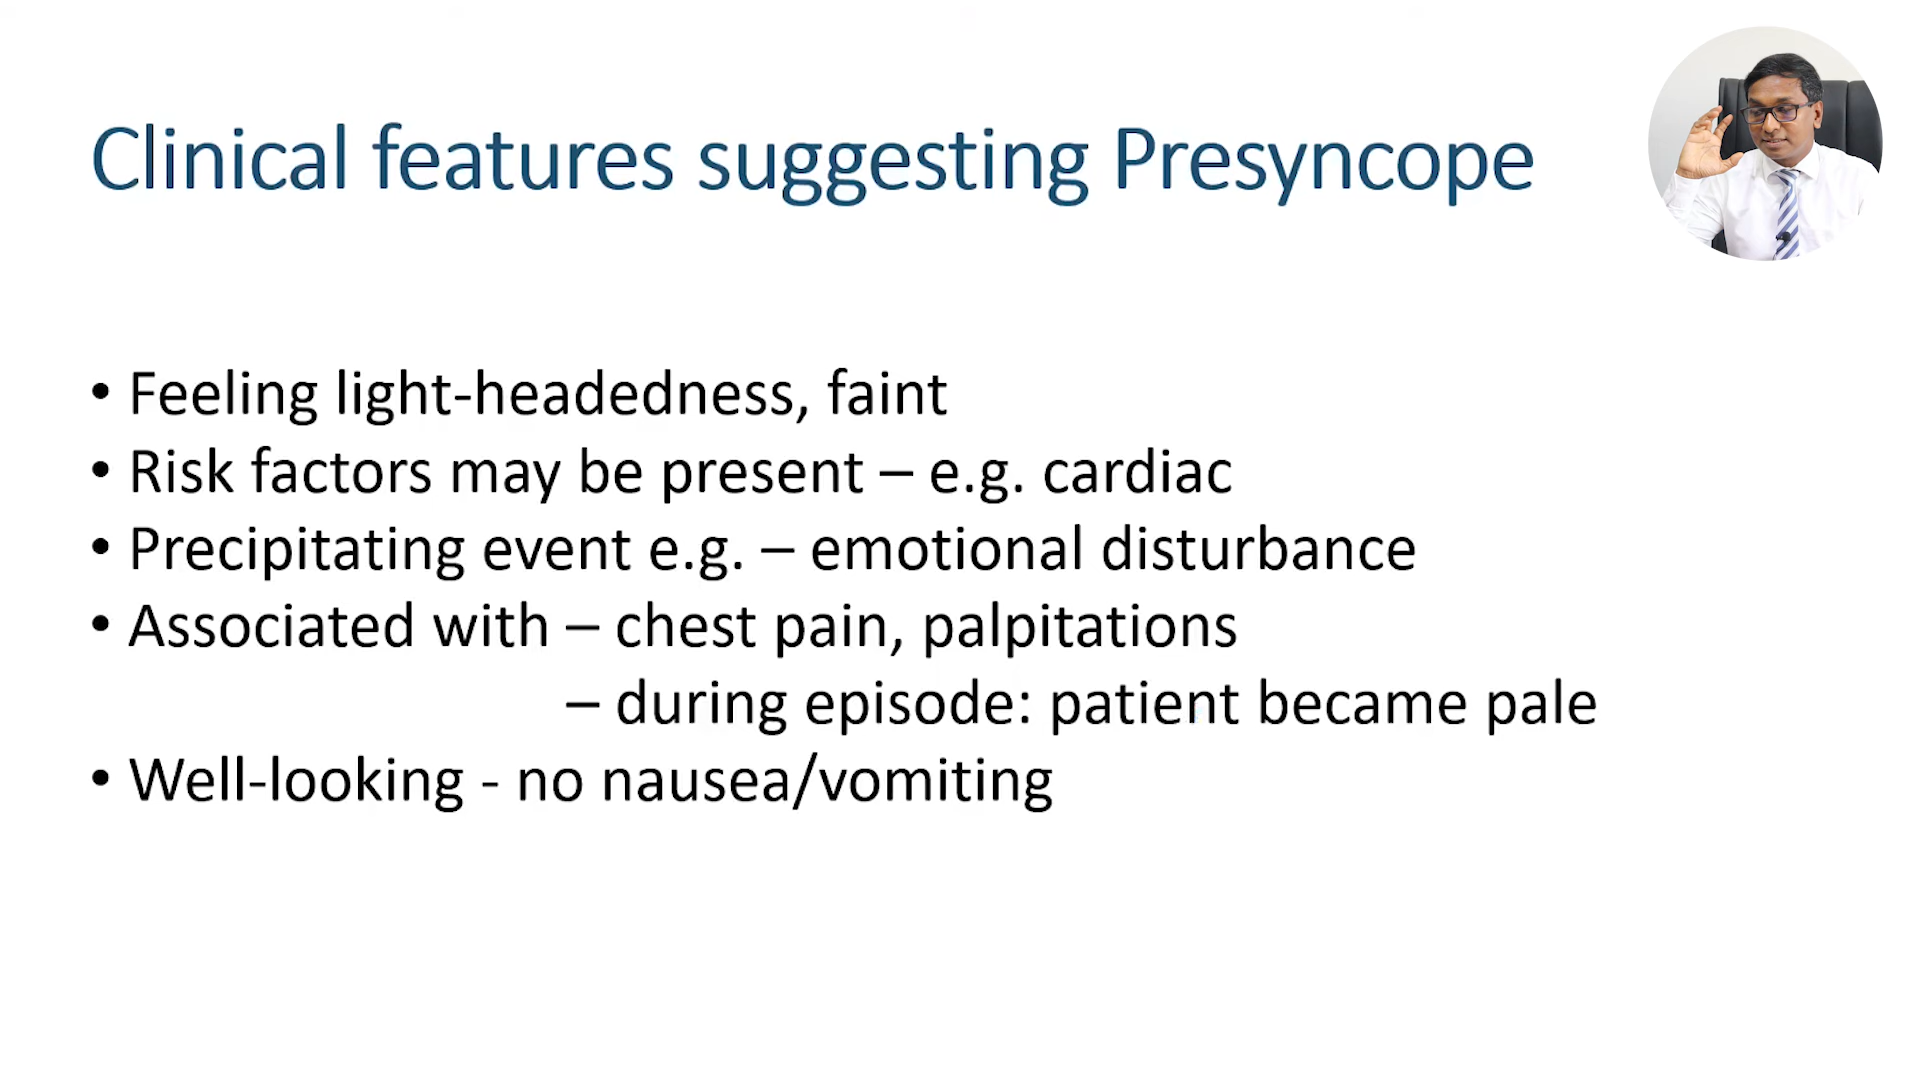 Clinical features suggesting Presyncope
• Feeling light-headedness, faint
• Risk factors may be present – e.g. cardiac
• Precipitating event e.g. – emotional disturbance
• Associated with – chest pain, palpitations
– during episode: patient became pale
• Well-looking - no nausea/vomiting